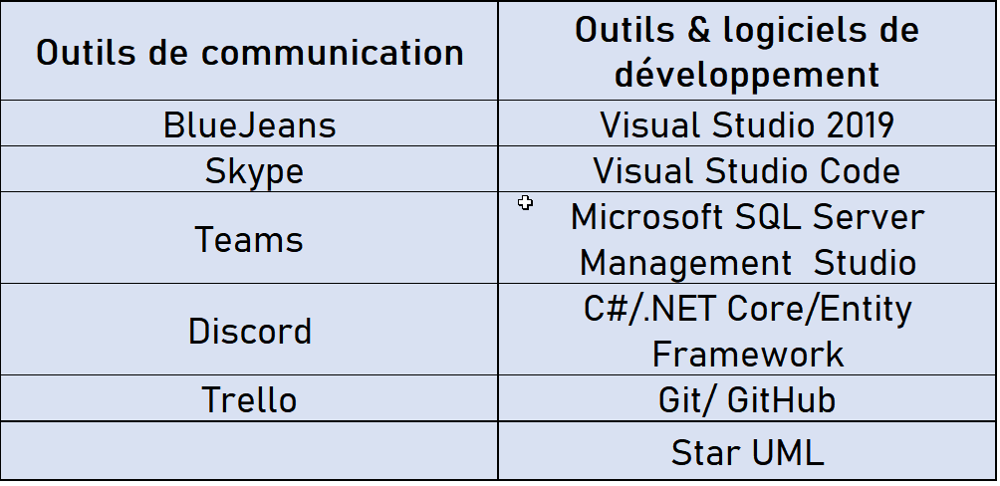 Outils de communication
Outils & logiciels de
développement
BlueJeans
Visual Studio 2019
Skype
Visual Studio Code
Teams
Microsoft SQL Server
Management  Studio
Discord
C#/.NET Core/Entity
Framework
Trello
Git/ GitHub
Star UML